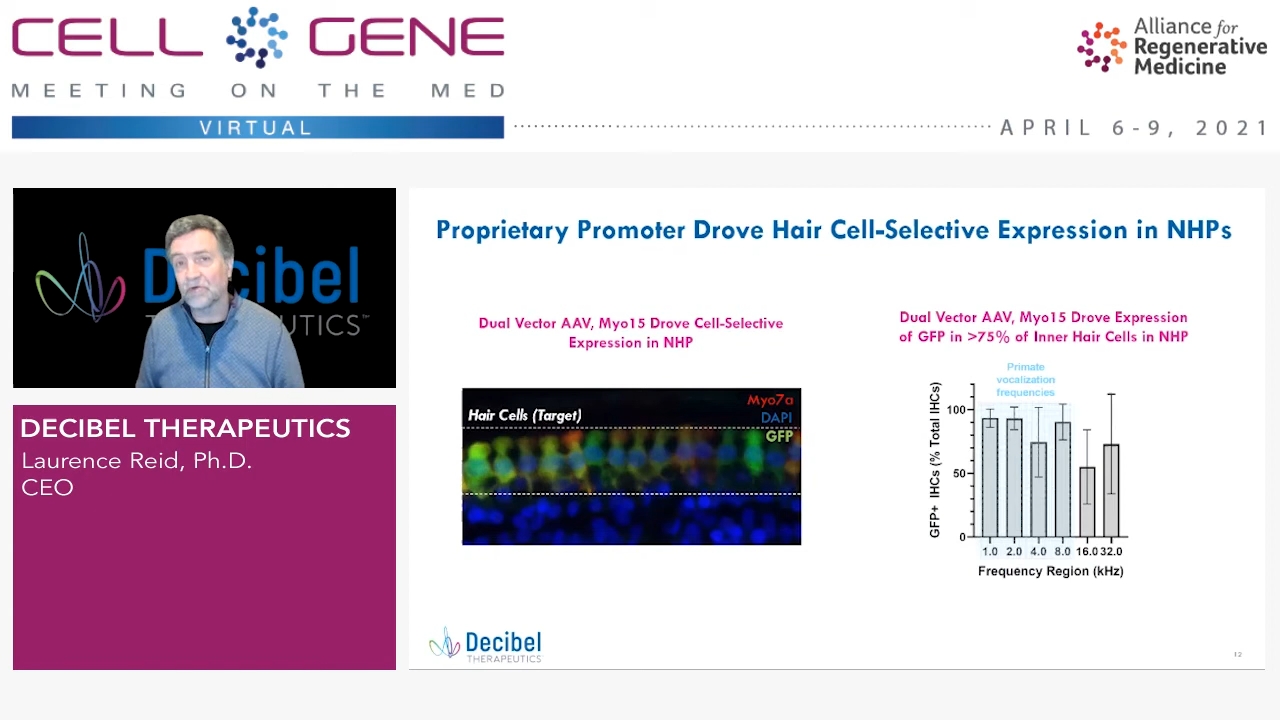 CELL GENE
MEETING ON THE MED
VIRTUAL
Alliance for
Regenerative
Medicine
APRIL 6-9, 2021
Decibel
THERAPEUTICS™
DECIBEL THERAPEUTICS
Laurence Reid, Ph.D.
CEO
Proprietary Promoter Drove Hair Cell-Selective Expression in NHPs
Dual Vector AAV, Myo15 Drove Cell-Selective
Expression in NHP
Hair Cells (Target)
Myo7a
DAPI
GFP
Dual Vector AAV, Myo15 Drove Expression
of GFP in >75% of Inner Hair Cells in NHP
Primate
vocalization
frequencies
GFP+ IHCs (% Total IHCs)
100
50
0
1.0 2.0 4.0 8.0 16.0 32.0
Frequency Region (kHz)
Decibel
THERAPEUTICS
12